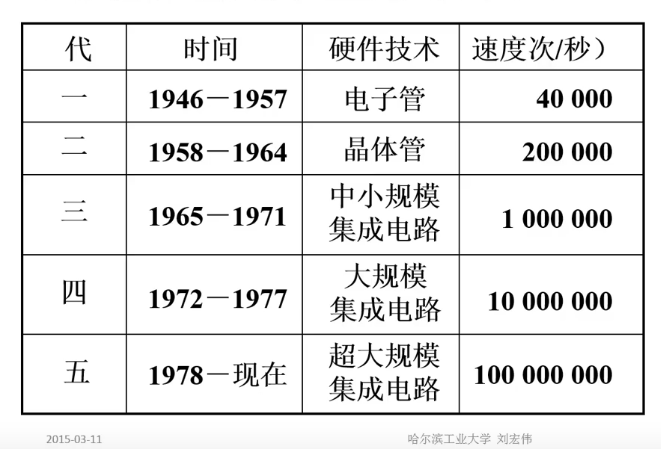 代 时间 硬件技术 速度次/秒）
一 1946－1957 电子管 40 000
二 1958－1964 晶体管 200 000
三 1965－1971 中小规模
集成电路 1 000 000
四 1972－1977 大规模
集成电路 10 000 000
五 1978－现在 超大规模
集成电路 100 000 000
2015-03-11 哈尔滨工业大学 刘宏伟